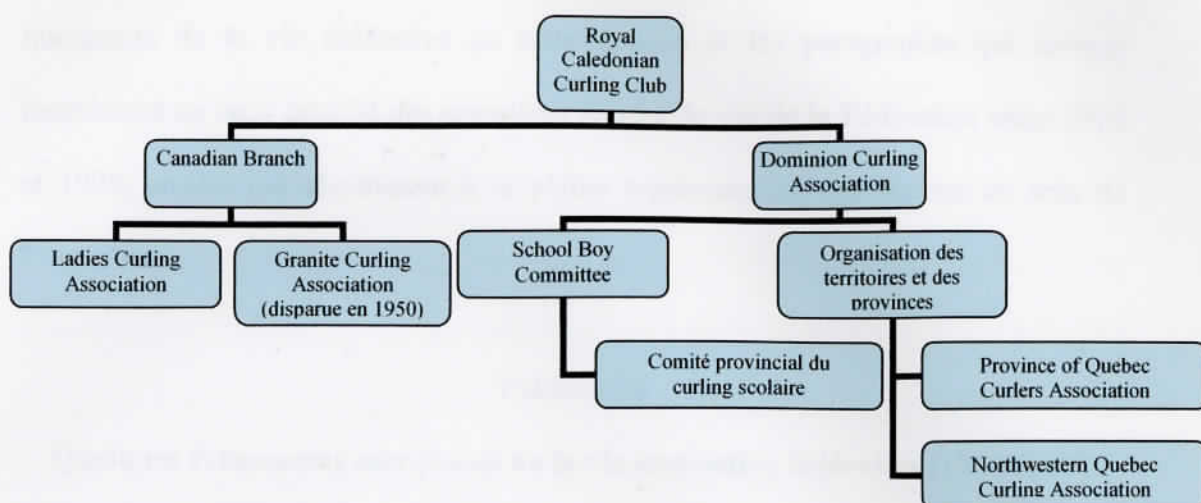 Royal
Caledonian
Curling Club
Canadian Branch
Dominion Curling
Association
Ladies Curling
Association
Granite Curling
Association
(disparue en 1950)
School Boy
Committee
Organisation des
territoires et des
provinces
Comité provincial du
curling scolaire
Province of Quebec
Curlers Association
Northwestern Quebec
Curling Association